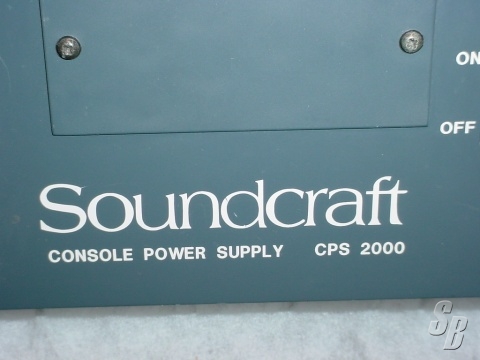 ON
OFF
Soundcraft
CONSOLE POWER SUPPLY CPS 2000
SB